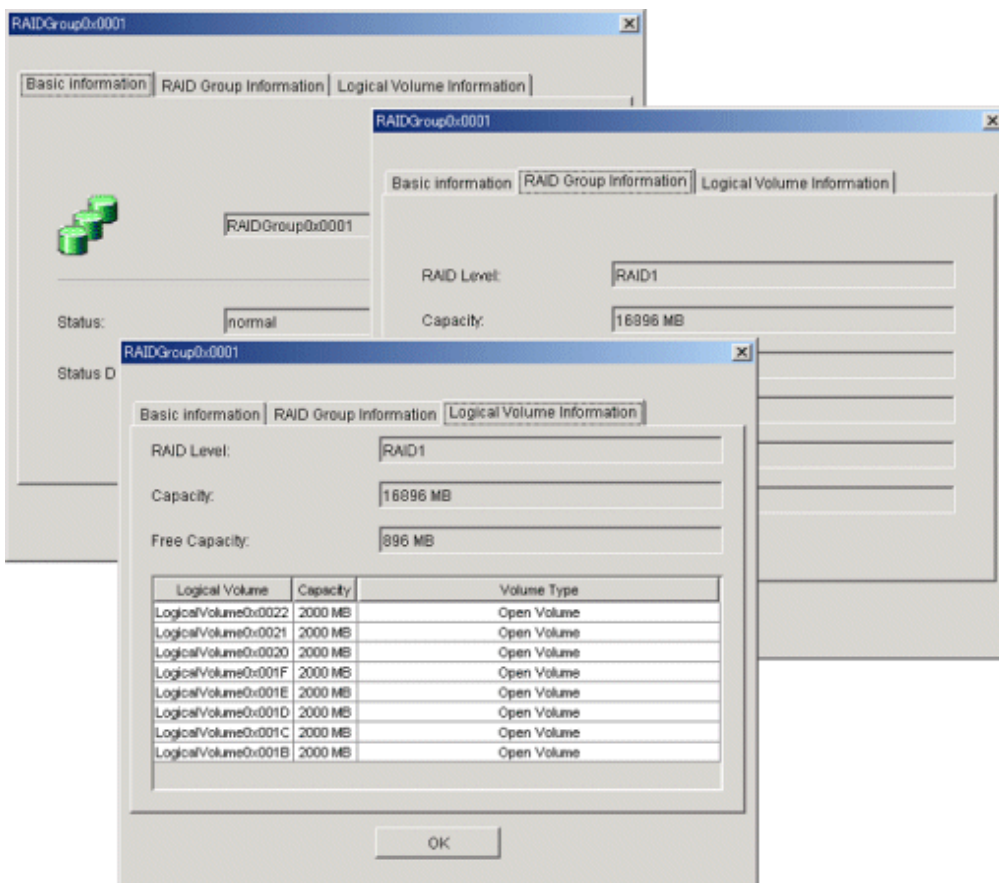 RAIDGroup0x0001
Basic information RAID Group Information Logical Volume Information
RAIDGroup0x0001
Status: normal
Status D
RAIDGroup0x0001
Basic information RAID Group Information Logical Volume Information
RAID Level: RAID1
Capacity: 16896 MB
RAIDGroup0x0001
Basic information RAID Group Information Logical Volume Information
RAID Level: RAID1
Capacity: 16896 MB
Free Capacity: 896 MB
Logical Volume Capacity Volume Type
LogicalVolume0x0022 2000 MB Open Volume
LogicalVolume0x0021 2000 MB Open Volume
LogicalVolume0x0020 2000 MB Open Volume
LogicalVolume0x001F 2000 MB Open Volume
LogicalVolume0x001E 2000 MB Open Volume
LogicalVolume0x001D 2000 MB Open Volume
LogicalVolume0x001C 2000 MB Open Volume
LogicalVolume0x001B 2000 MB Open Volume
OK